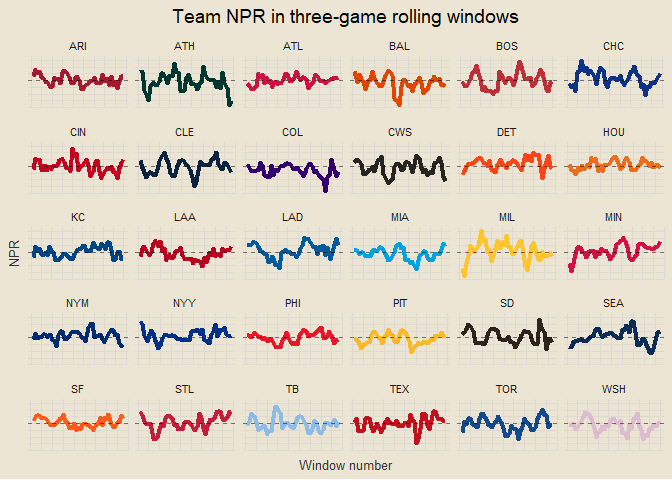 Team NPR in three-game rolling windows
ARI ATH ATL BAL BOS CHC
CIN CLE COL CWS DET HOU
KC LAA LAD MIA MIL MIN
NPR
NYM NYY PHI PIT SD SEA
SF STL TB TEX TOR WSH
Window number